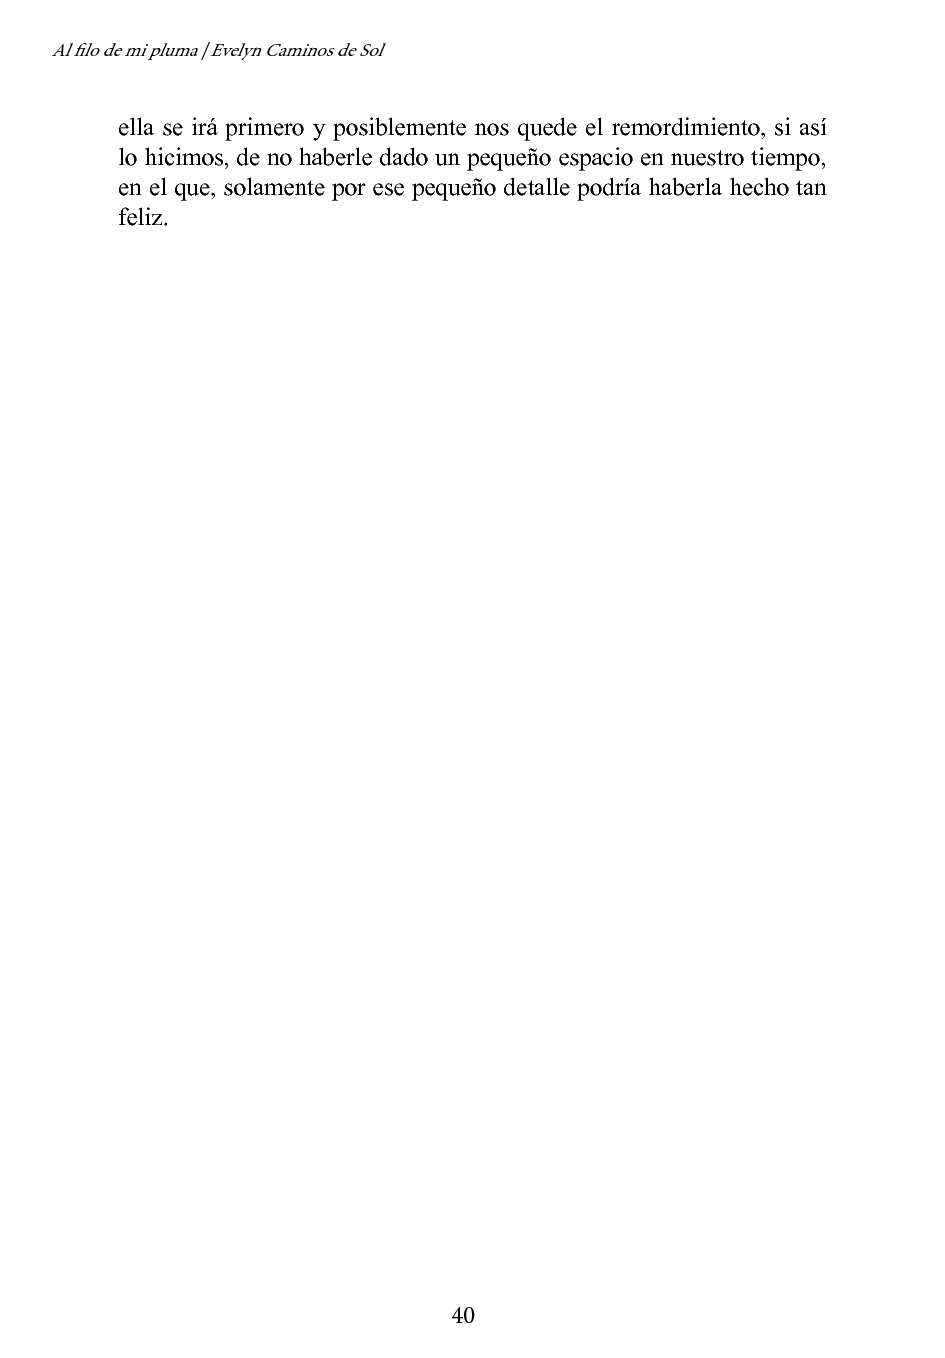 Al filo de mi pluma / Evelyn Caminos de Sol
ella se irá primero y posiblemente nos quede el remordimiento, si así
lo hicimos, de no haberle dado un pequeño espacio en nuestro tiempo,
en el que, solamente por ese pequeño detalle podría haberla hecho tan
feliz.
40